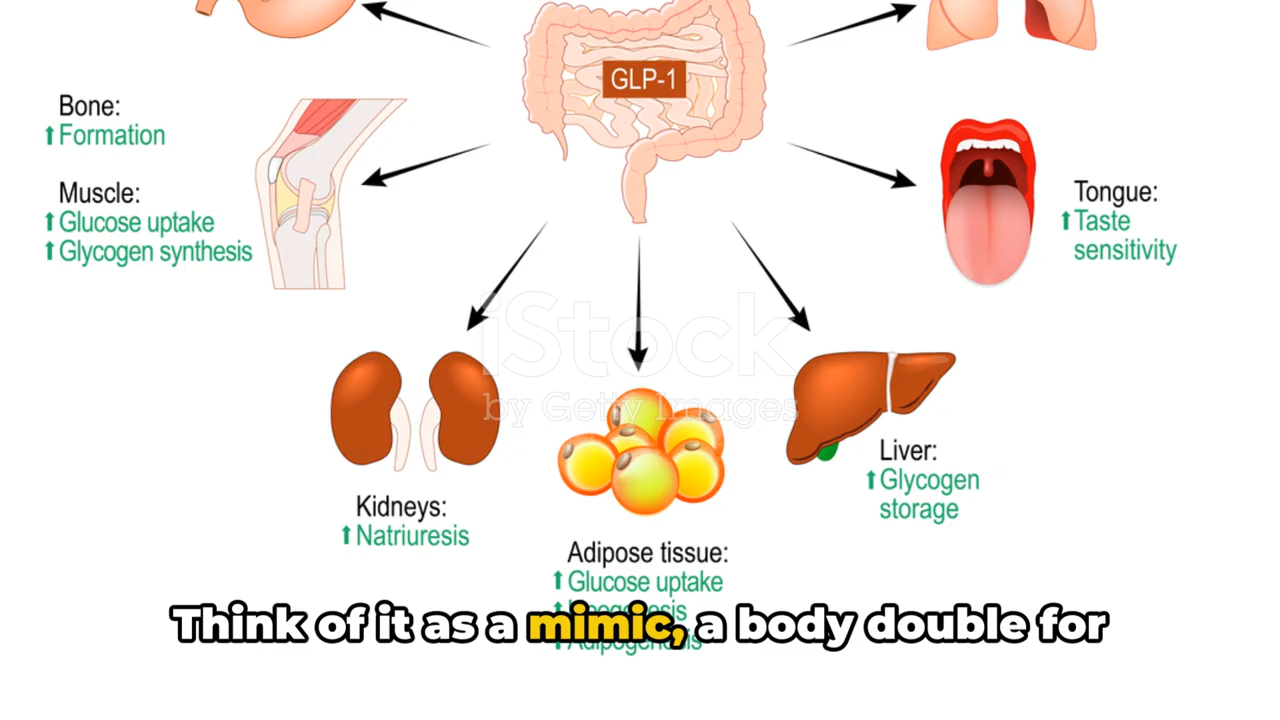 GLP-1
Bone:
↑Formation
Muscle:
↑Glucose uptake
↑Glycogen synthesis
Tongue:
↑Taste
sensitivity
iStock
by Getty Images
Liver:
↑Glycogen
storage
Kidneys:
↑Natriuresis
Adipose tissue:
↑Glucose uptake
Think of it as a mimic, a body double for